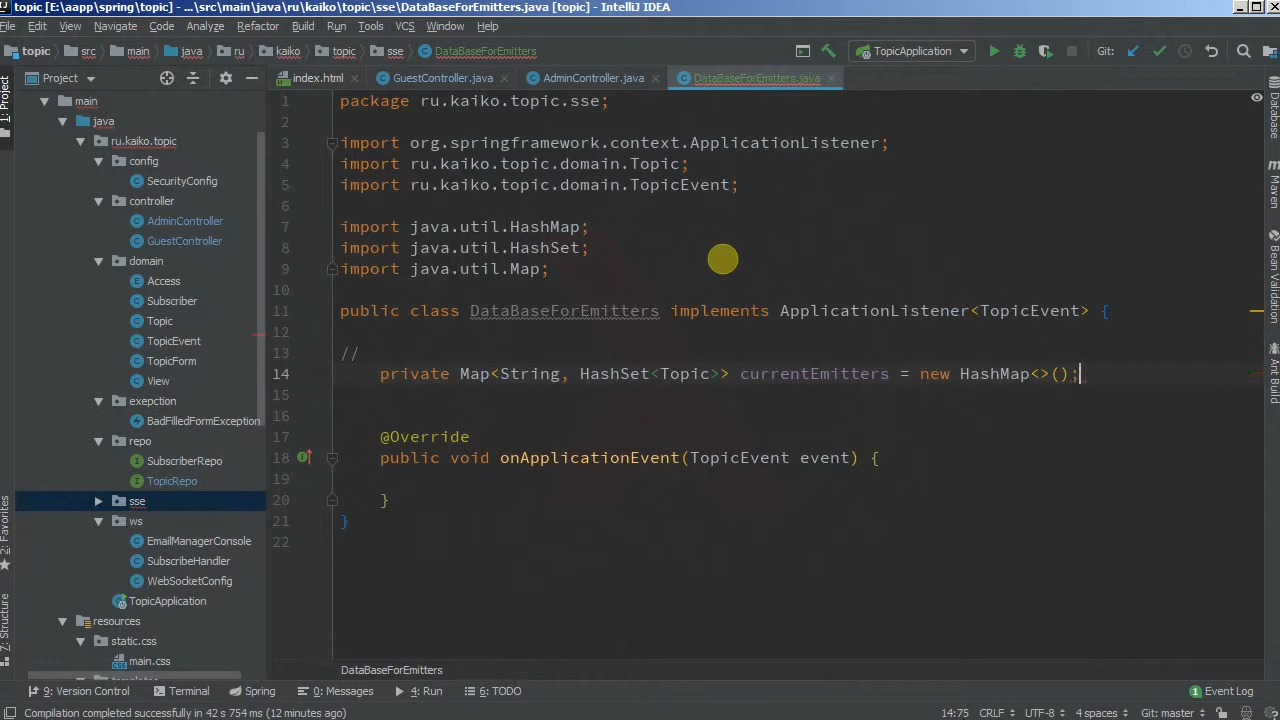 topic [E:\aapp\spring\topic] - ...\src\main\java\ru\kaiko\topic\sse\DataBaseForEmitters.java [topic] - IntelliJ IDEA
File Edit View Navigate Code Analyze Refactor Build Run Tools VCS Window Help
topic src main java ru kaiko topic sse DataBaseForEmitters TopicApplication Git:
Project index.html GuestController.java AdminController.java DataBaseForEmitters.java
1: Project
2: Favorites
7: Structure
main
java
ru.kaiko.topic
config
SecurityConfig
controller
AdminController
GuestController
domain
Access
Subscriber
Topic
TopicEvent
TopicForm
View
exepction
BadFilledFormException
repo
SubscriberRepo
TopicRepo
sse
ws
EmailManagerConsole
SubscribeHandler
WebSocketConfig
TopicApplication
resources
static.css
main.css
1 package ru.kaiko.topic.sse;
2
3 import org.springframework.context.ApplicationListener;
4 import ru.kaiko.topic.domain.Topic;
5 import ru.kaiko.topic.domain.TopicEvent;
6
7 import java.util.HashMap;
8 import java.util.HashSet;
9 import java.util.Map;
10
11 public class DataBaseForEmitters implements ApplicationListener<TopicEvent> {
12
13 //
14 private Map<String, HashSet<Topic>> currentEmitters = new HashMap<>();
15
16
17 @Override
18 public void onApplicationEvent(TopicEvent event) {
19
20 }
21 }
22
DataBaseForEmitters
Database
Maven
Bean Validation
Ant Build
9: Version Control Terminal Spring 0: Messages 4: Run 6: TODO 1 Event Log
Compilation completed successfully in 42 s 754 ms (12 minutes ago) 14:75 CRLF UTF-8 4 spaces Git: master